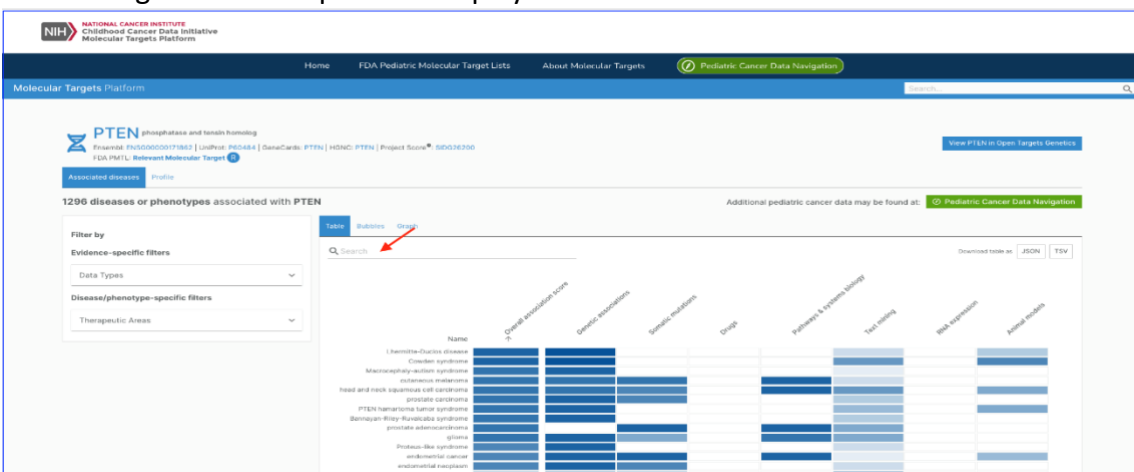 NIH NATIONAL CANCER INSTITUTE
Childhood Cancer Data Initiative
Molecular Targets Platform
Home FDA Pediatric Molecular Target Lists About Molecular Targets Pediatric Cancer Data Navigation
Molecular Targets Platform Search...
PTEN phosphatase and tensin homolog
Ensembl: ENSG00000171862 | UniProt: P60484 | GeneCards: PTEN | HGNC: PTEN | Project Score: SIDG26200
FDA PMTL: Relevant Molecular Target R
View PTEN in Open Targets Genetics
Associated diseases Profile
1296 diseases or phenotypes associated with PTEN
Additional pediatric cancer data may be found at: Pediatric Cancer Data Navigation
Filter by
Evidence-specific filters
Data Types
Disease/phenotype-specific filters
Therapeutic Areas
Table Bubbles Graph
Search
Download table as JSON TSV
Name
Overall association score
Genetic associations
Somatic mutations
Drugs
Pathways & systems biology
Text mining
RNA expression
Animal models
Lhermitte-Duclos disease
Cowden syndrome
Macrocephaly-autism syndrome
cutaneous melanoma
head and neck squamous cell carcinoma
prostate carcinoma
PTEN hamartoma tumor syndrome
Bannayan-Riley-Ruvalcaba syndrome
prostate adenocarcinoma
glioma
Proteus-like syndrome
endometrial cancer
endometrial neoplasm